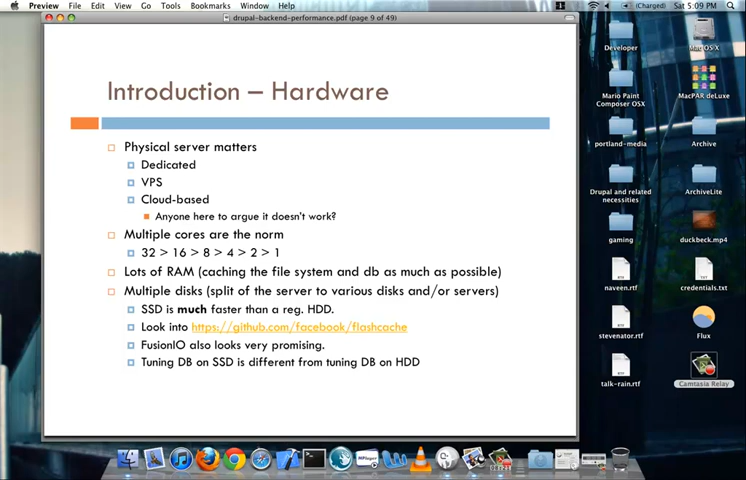 Preview File Edit View Go Tools Bookmarks Window Help
(Charged) Sat 5:09 PM
drupal-backend-performance.pdf (page 9 of 49)
Introduction – Hardware
Physical server matters
Dedicated
VPS
Cloud-based
Anyone here to argue it doesn't work?
Multiple cores are the norm
32 > 16 > 8 > 4 > 2 > 1
Lots of RAM (caching the file system and db as much as possible)
Multiple disks (split of the server to various disks and/or servers)
SSD is much faster than a reg. HDD.
Look into https://github.com/facebook/flashcache
FusionIO also looks very promising.
Tuning DB on SSD is different from tuning DB on HDD
Developer
Mac OS X
Mario Paint
Composer OSX
MacPAR deLuxe
portland-media
Archive
Drupal and related
necessities
ArchiveLite
gaming
duckbeck.mp4
naveen.rtf
credentials.txt
stevenator.rtf
Flux
talk-rain.rtf
Camtasia Relay
MPlayer